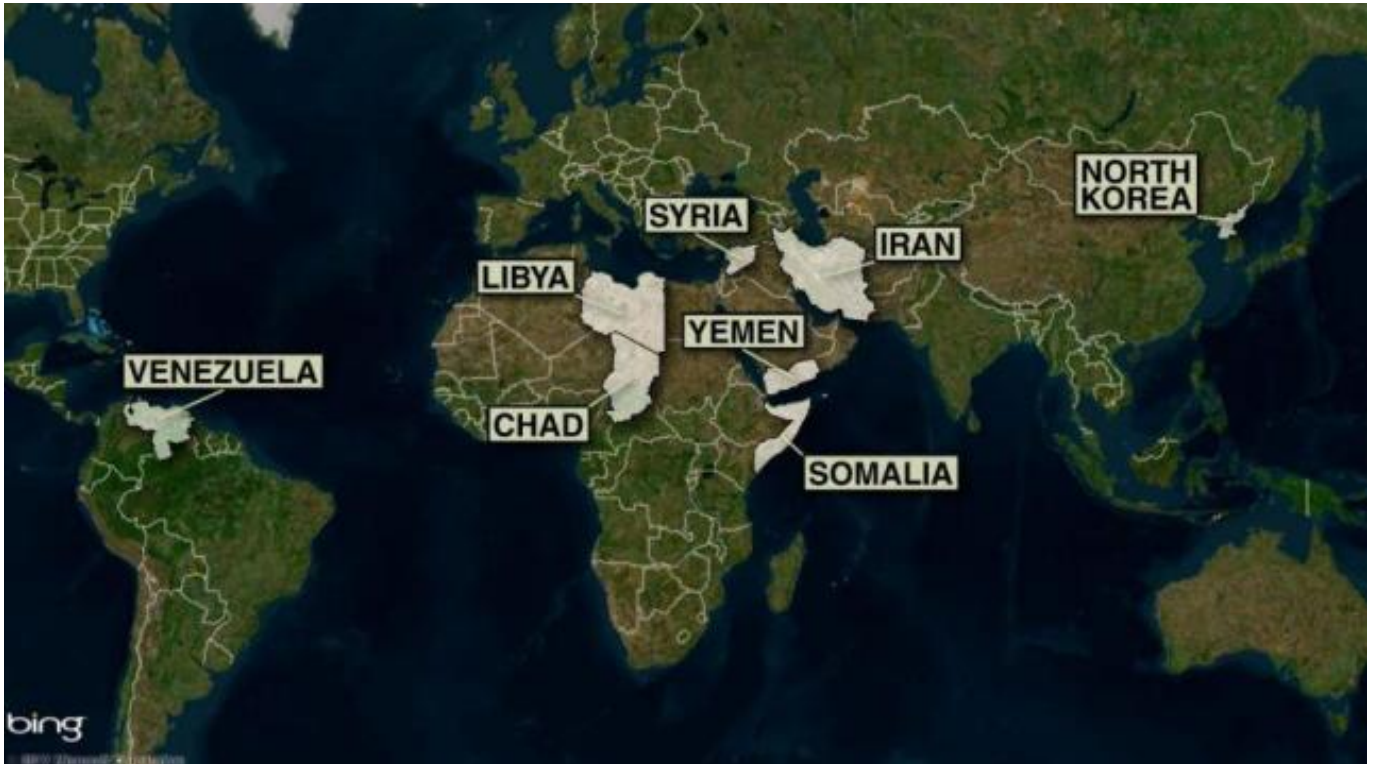 NORTH
KOREA
SYRIA
IRAN
LIBYA
YEMEN
VENEZUELA
CHAD
SOMALIA
bing